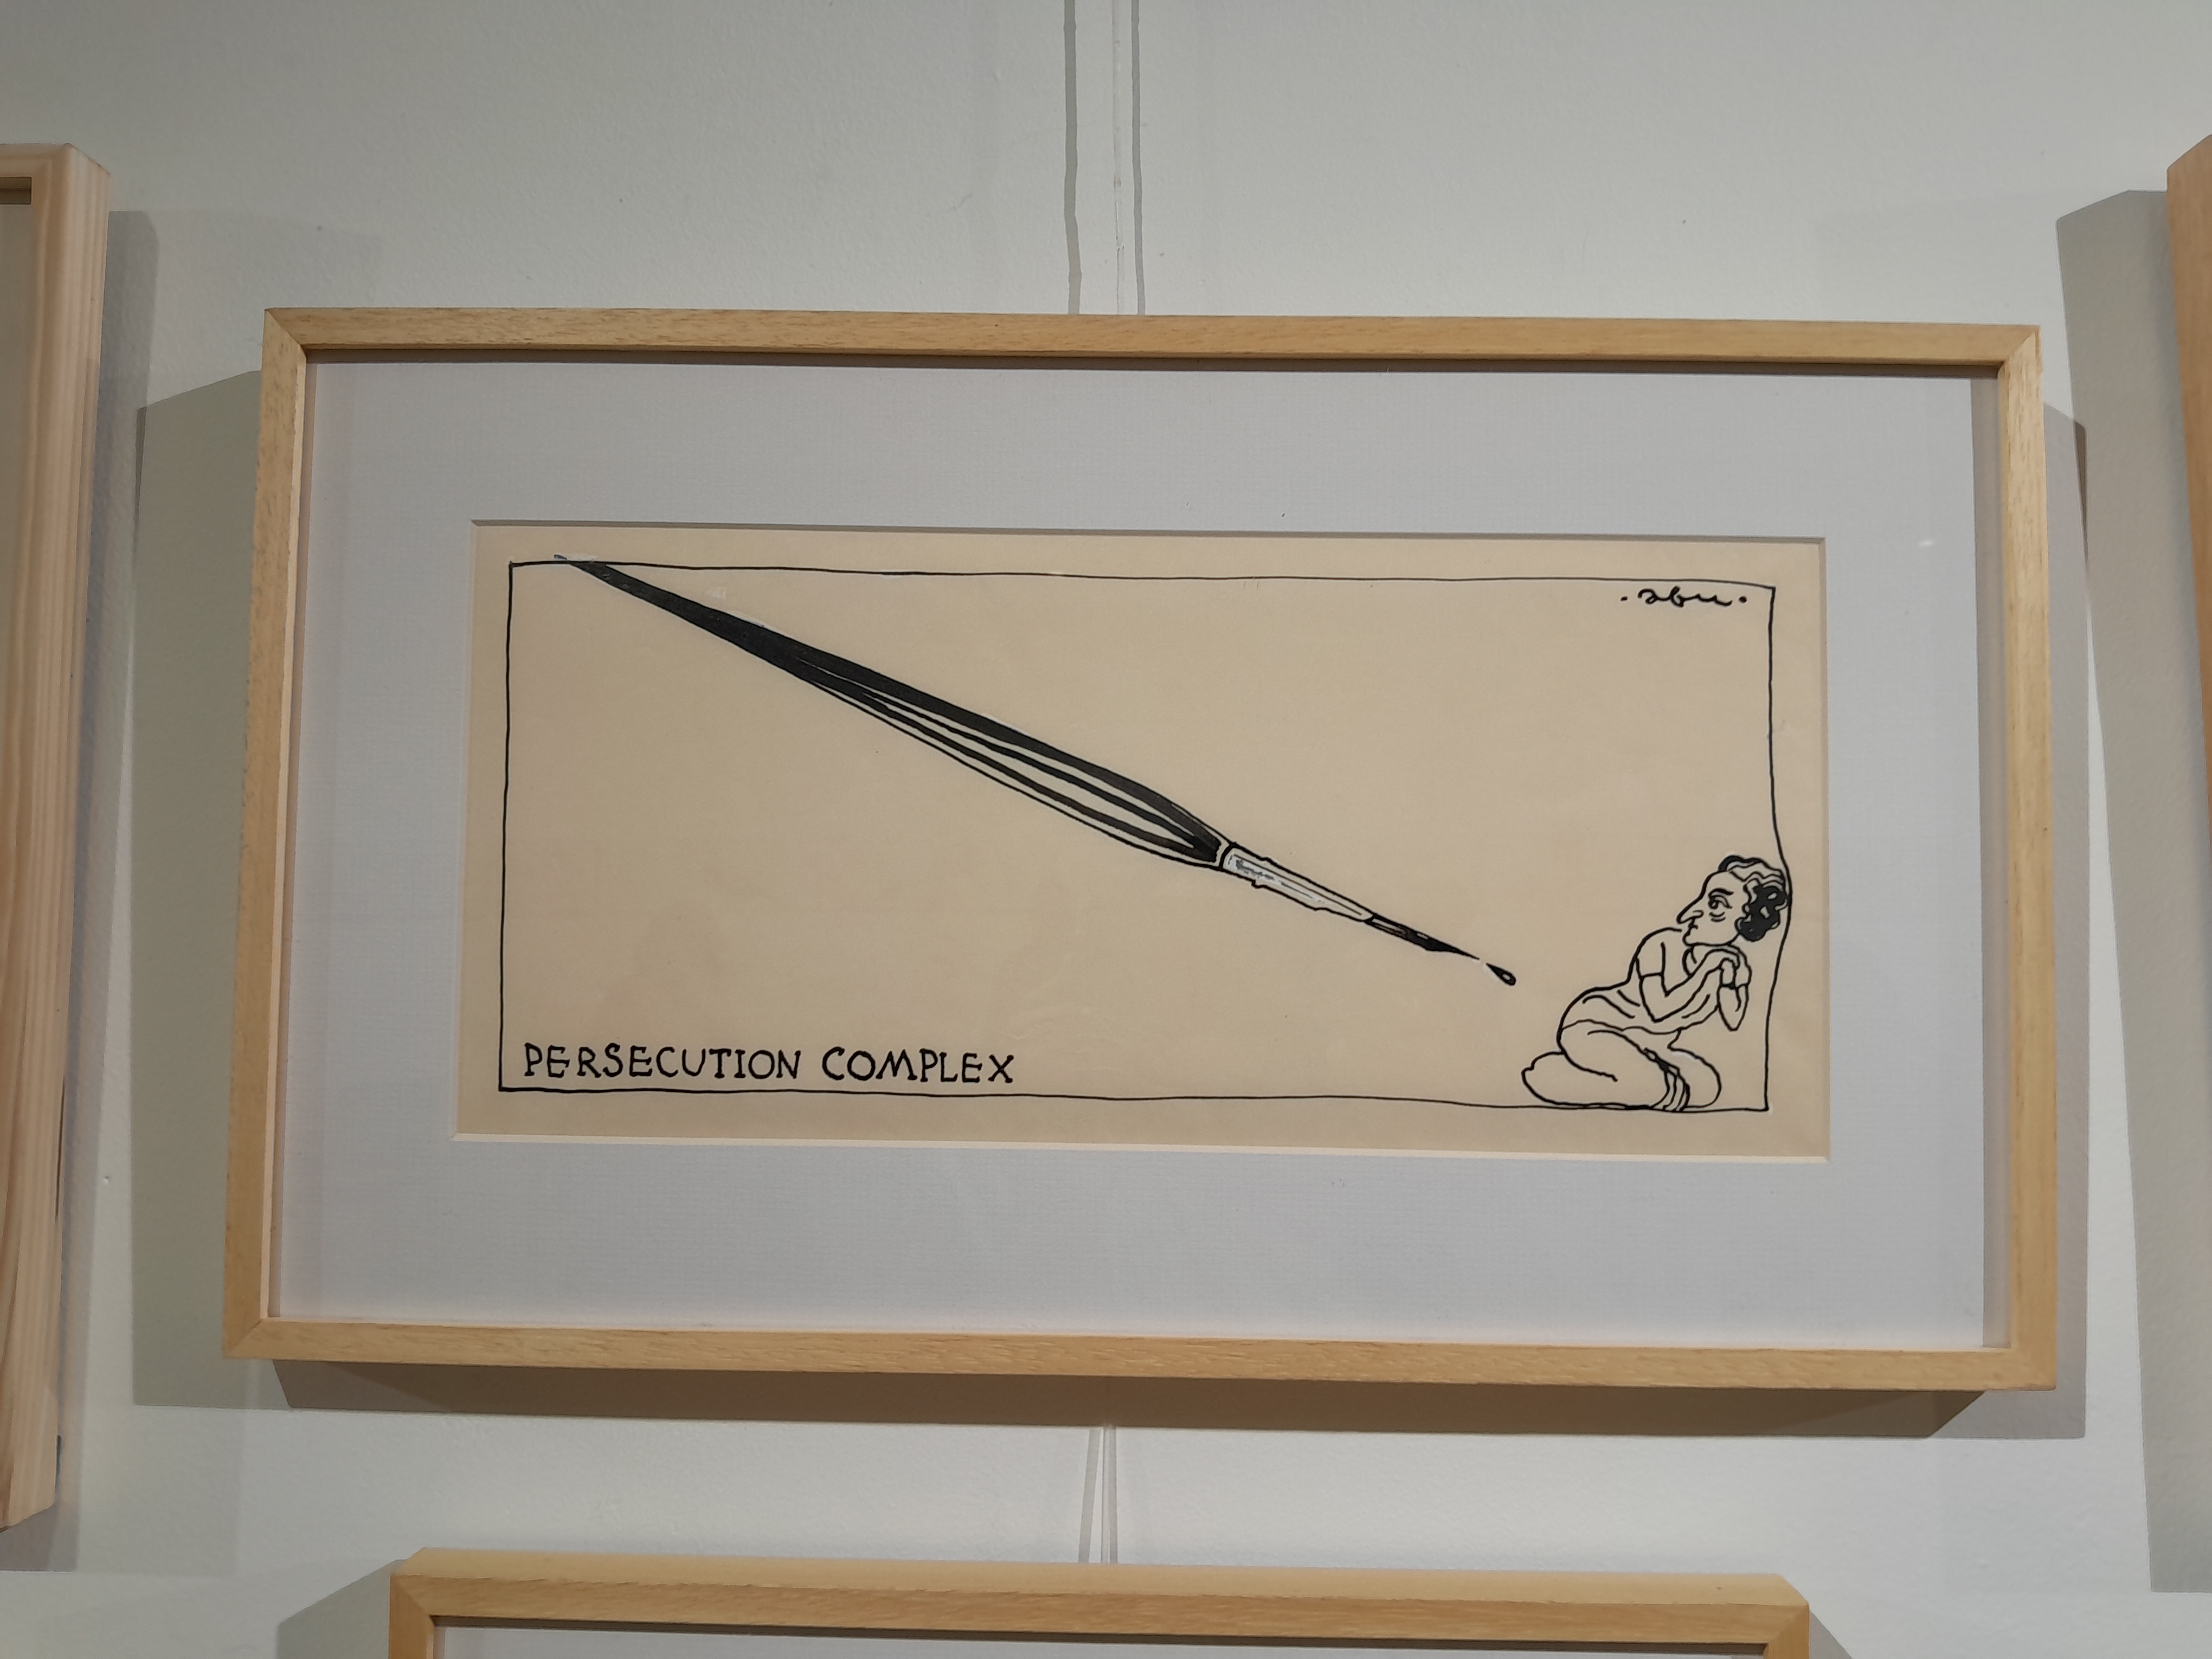 .abu.
PERSECUTION COMPLEX